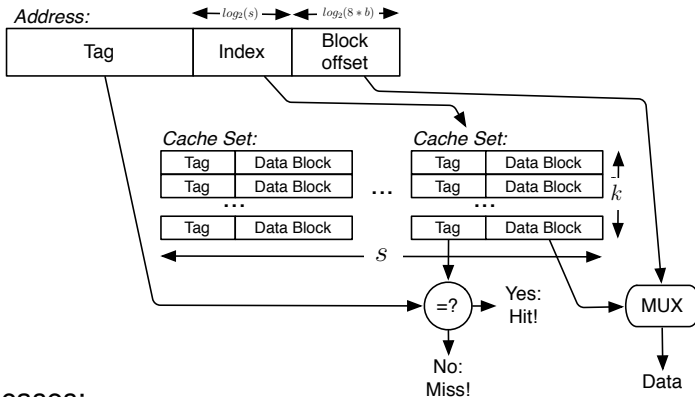 Address:
log₂(s)
log₂(8 * b)
Tag
Index
Block
offset
Cache Set:
Cache Set:
Tag Data Block
Tag Data Block
...
Tag Data Block
...
Tag Data Block
Tag Data Block
...
Tag Data Block
k
s
=?
Yes:
Hit!
MUX
No:
Miss!
Data